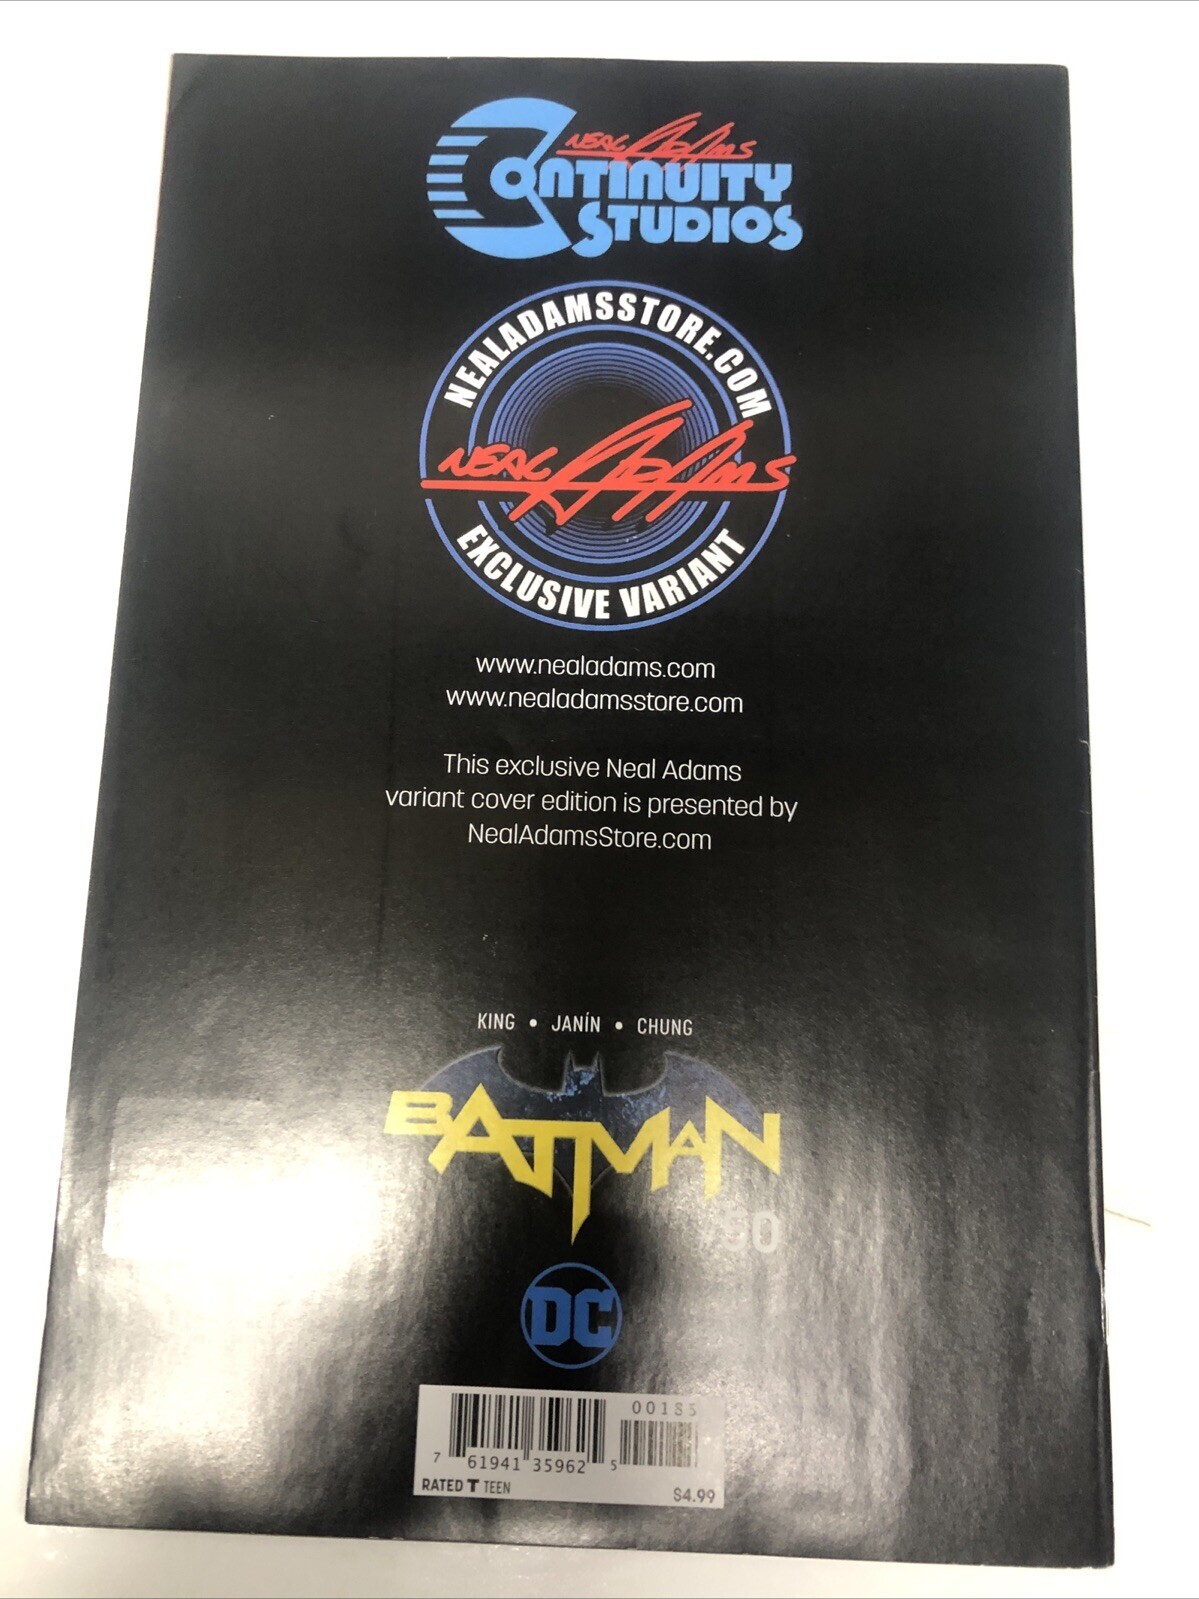 NEAL ADAMS
CONTINUITY
STUDIOS
NEALADAMSSTORE.COM
NEAL ADAMS
EXCLUSIVE VARIANT
www.nealadams.com
www.nealadamsstore.com
This exclusive Neal Adams
variant cover edition is presented by
NealAdamsStore.com
KING • JANÍN • CHUNG
BATMAN
#50
DC
00185
7 61941 35962 5
RATED T TEEN
$4.99